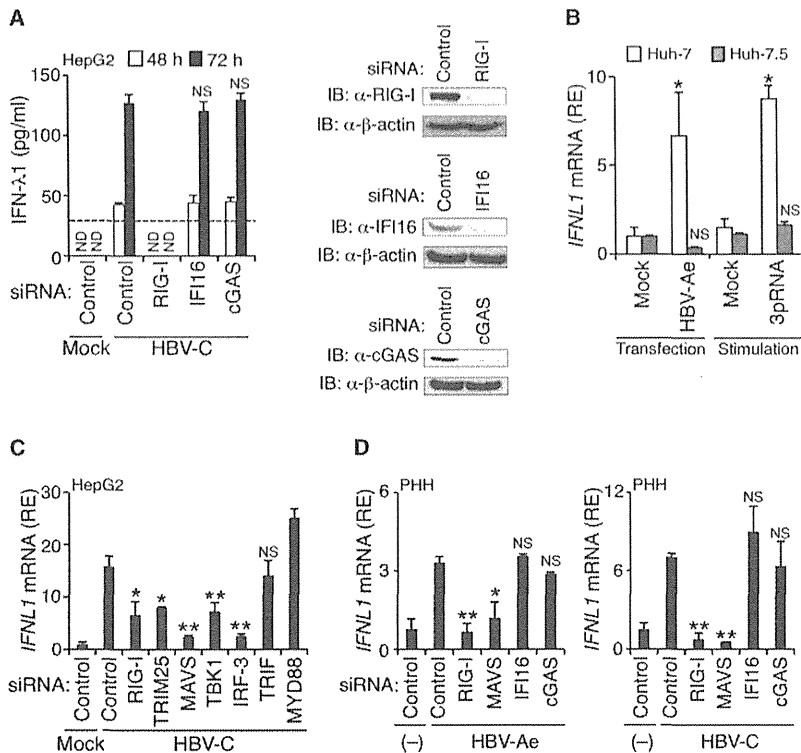 A
HepG2 48 h 72 h
IFN-λ1 (pg/ml)
150
100
50
0
ND
ND
ND
ND
NS
NS
siRNA:
Control
Control
RIG-I
IFI16
cGAS
Mock
HBV-C
siRNA:
Control
RIG-I
IB: α-RIG-I
IB: α-β-actin
siRNA:
Control
IFI16
IB: α-IFI16
IB: α-β-actin
siRNA:
Control
cGAS
IB: α-cGAS
IB: α-β-actin
B
Huh-7 Huh-7.5
IFNL1 mRNA (RE)
10
5
0
*
NS
*
NS
Mock
HBV-Ae
Mock
3pRNA
Transfection
Stimulation
C
HepG2
IFNL1 mRNA (RE)
30
20
10
0
*
*
**
**
**
NS
siRNA:
Control
Control
RIG-I
TRIM25
MAVS
TBK1
IRF-3
TRIF
MYD88
Mock
HBV-C
D
PHH
IFNL1 mRNA (RE)
6
3
0
**
*
NS
NS
siRNA:
Control
Control
RIG-I
MAVS
IFI16
cGAS
(–)
HBV-Ae
PHH
IFNL1 mRNA (RE)
12
6
0
**
**
NS
NS
siRNA:
Control
Control
RIG-I
MAVS
IFI16
cGAS
(–)
HBV-C